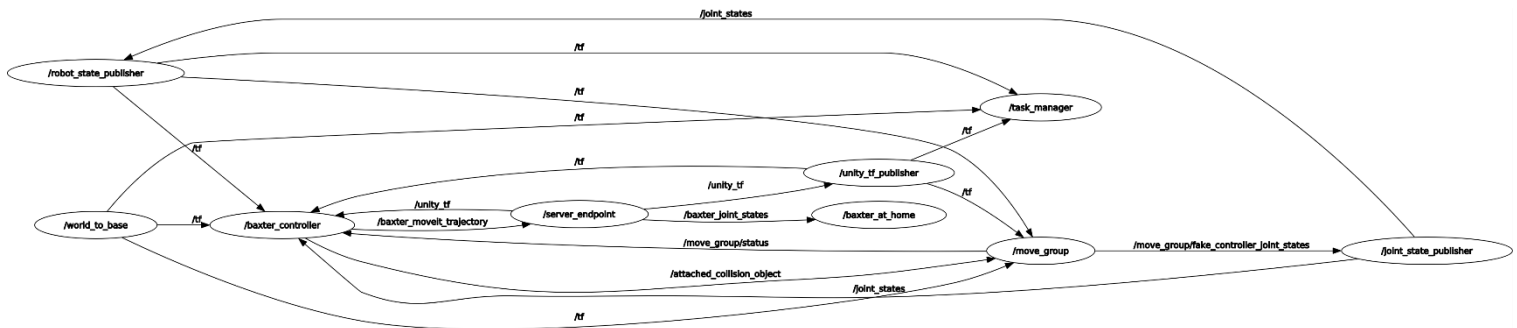 /joint_states
/tf
/robot_state_publisher
/tf
/task_manager
/tf
/tf
/tf
/tf
/unity_tf_publisher
/unity_tf
/tf
/unity_tf
/server_endpoint
/baxter_joint_states
/baxter_at_home
/world_to_base
/tf
/baxter_controller
/baxter_moveit_trajectory
/move_group/status
/move_group
/move_group/fake_controller_joint_states
/joint_state_publisher
/attached_collision_object
/joint_states
/tf